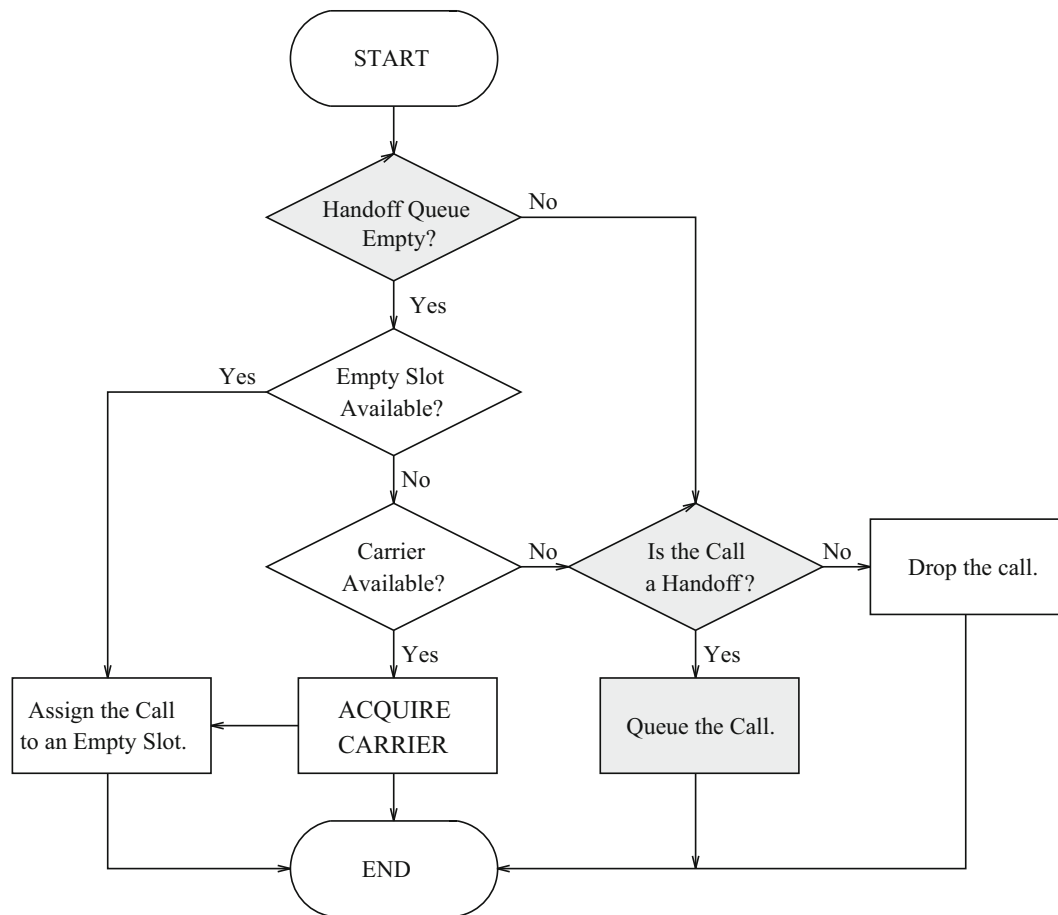 START
Handoff Queue
Empty?
No
Yes
Yes
Empty Slot
Available?
No
Carrier
Available?
No
Is the Call
a Handoff?
No
Drop the call.
Yes
Yes
Assign the Call
to an Empty Slot.
ACQUIRE
CARRIER
Queue the Call.
END